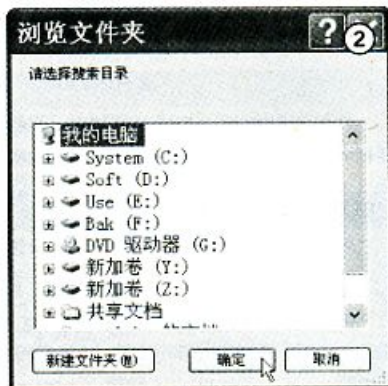 浏览文件夹
?
②
请选择搜素目录
我的电脑
System (C:)
Soft (D:)
Use (E:)
Bak (F:)
DVD 驱动器 (G:)
新加卷 (Y:)
新加卷 (Z:)
共享文档
新建文件夹(M)
确定
取消